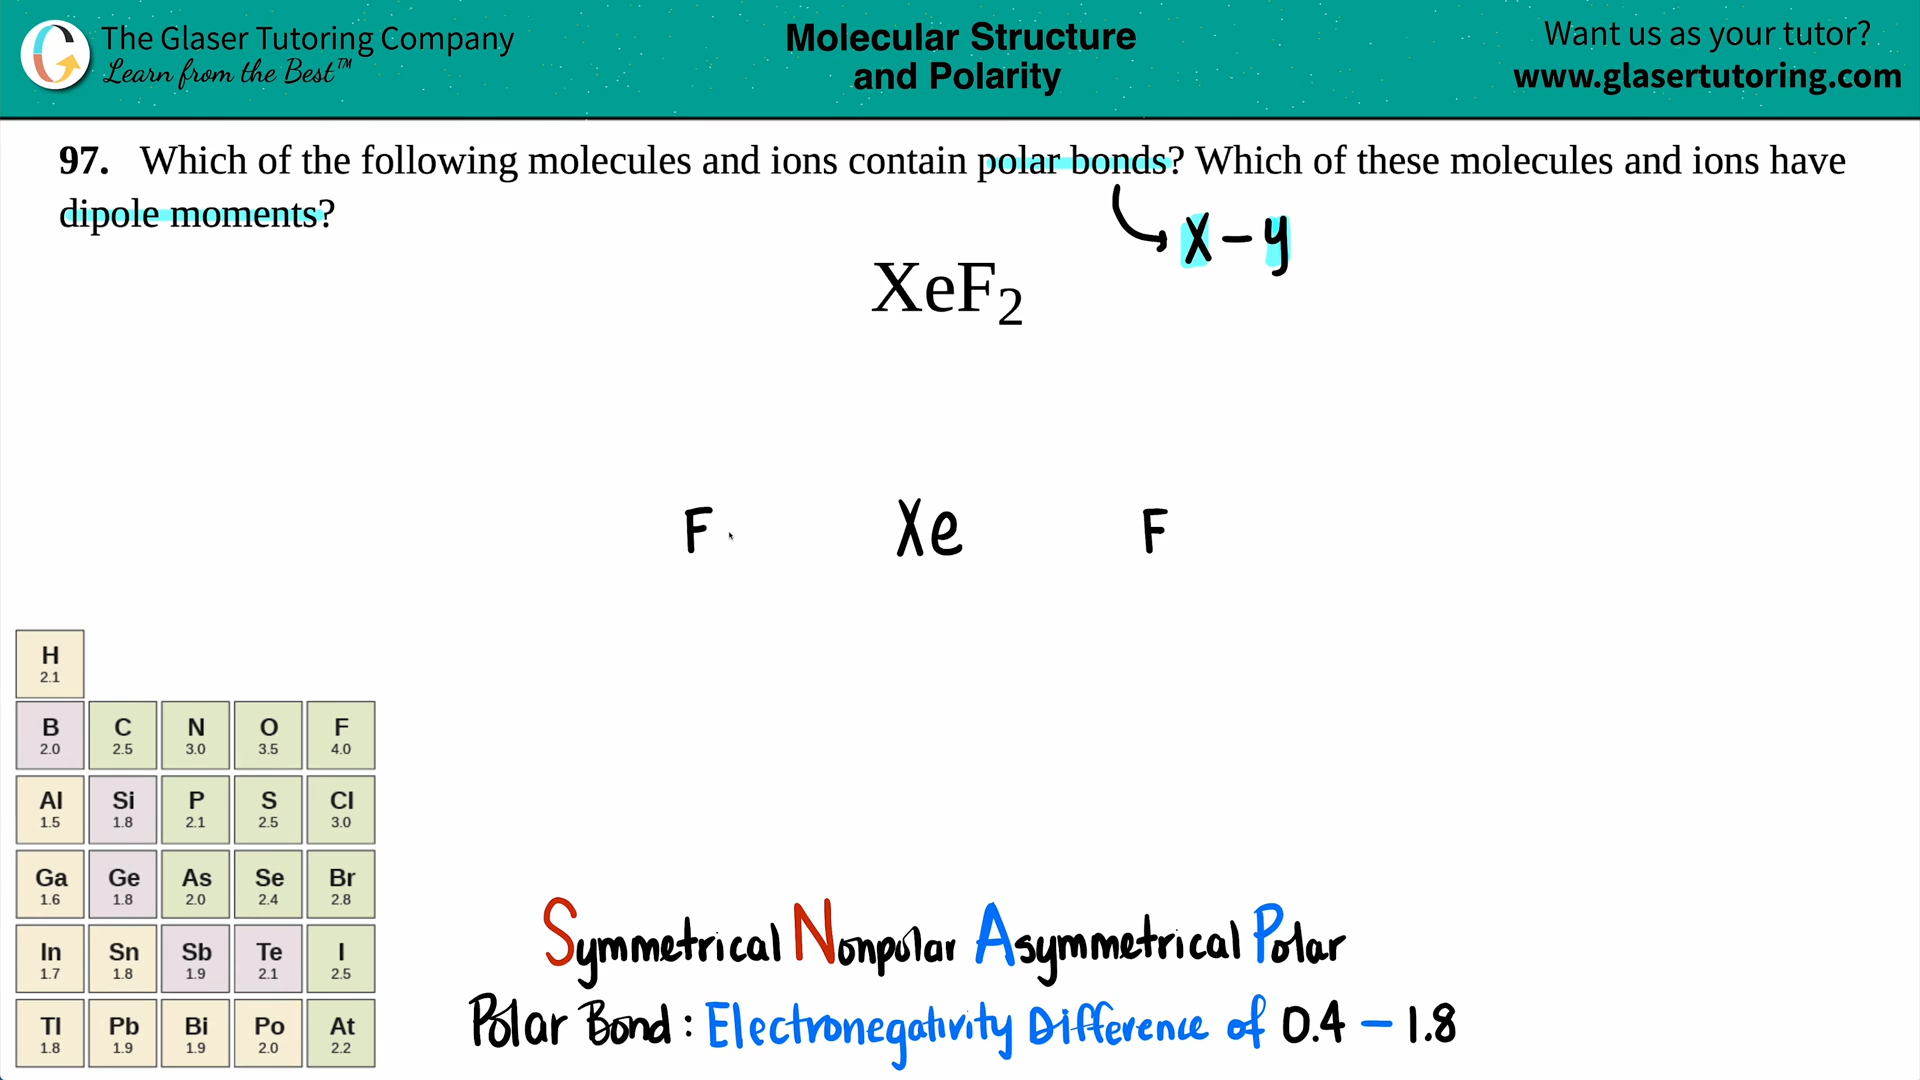 The Glaser Tutoring Company
Learn from the Best™
Molecular Structure
and Polarity
Want us as your tutor?
www.glasertutoring.com
97. Which of the following molecules and ions contain polar bonds? Which of these molecules and ions have
dipole moments?
X – y
XeF₂
F Xe F
H
2.1
B C N O F
2.0 2.5 3.0 3.5 4.0
Al Si P S Cl
1.5 1.8 2.1 2.5 3.0
Ga Ge As Se Br
1.6 1.8 2.0 2.4 2.8
In Sn Sb Te I
1.7 1.8 1.9 2.1 2.5
Tl Pb Bi Po At
1.8 1.9 1.9 2.0 2.2
Symmetrical Nonpolar Asymmetrical Polar
Polar Bond: Electronegativity Difference of 0.4 – 1.8